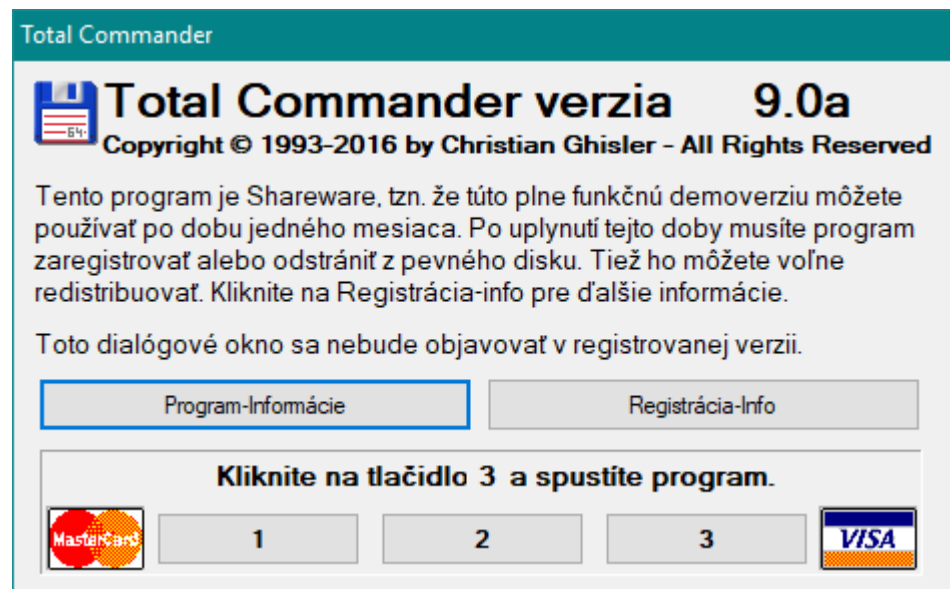 Total Commander
Total Commander verzia 9.0a
64
Copyright © 1993-2016 by Christian Ghisler - All Rights Reserved
Tento program je Shareware, tzn. že túto plne funkčnú demoverziu môžete
používať po dobu jedného mesiaca. Po uplynutí tejto doby musíte program
zaregistrovať alebo odstrániť z pevného disku. Tiež ho môžete voľne
redistribuovať. Kliknite na Registrácia-info pre ďalšie informácie.
Toto dialógové okno sa nebude objavovať v registrovanej verzii.
Program-Informácie Registrácia-Info
Kliknite na tlačidlo 3 a spustíte program.
MasterCard 1 2 3 VISA